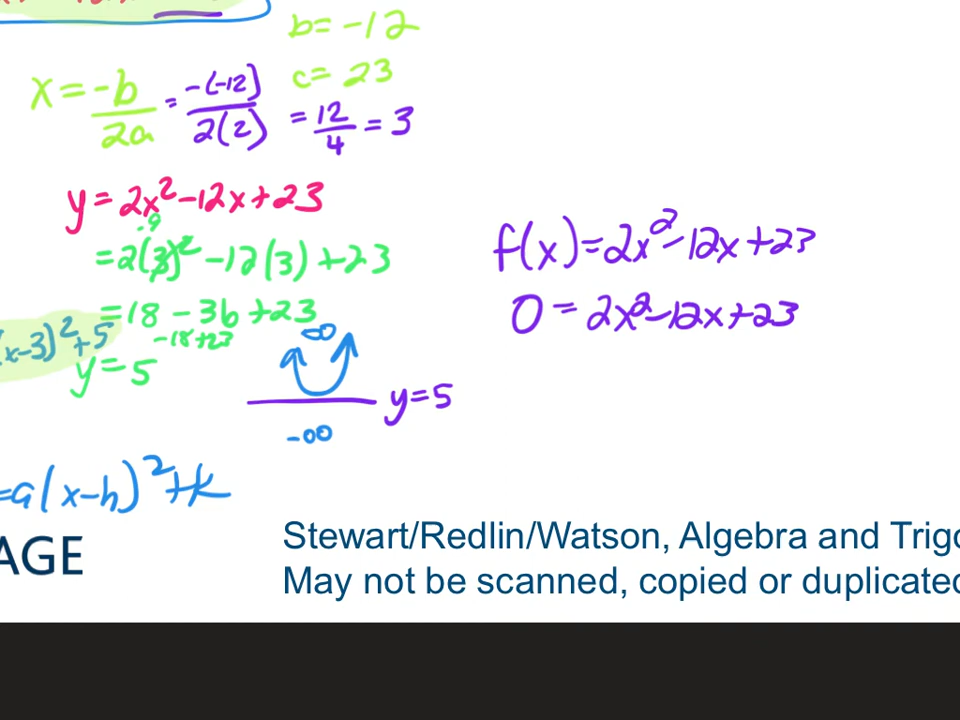 b = -12
c = 23
x = -b/2a = -(-12)/2(2) = 12/4 = 3
y = 2x² - 12x + 23
·9
= 2(3)² - 12(3) + 23
= 18 - 36 + 23
-18+23
y = 5
(x-3)² + 5
∞
y = 5
-∞
= a(x-h)² + k
f(x) = 2x² - 12x + 23
0 = 2x² - 12x + 23
AGE
Stewart/Redlin/Watson, Algebra and Trigo
May not be scanned, copied or duplicated